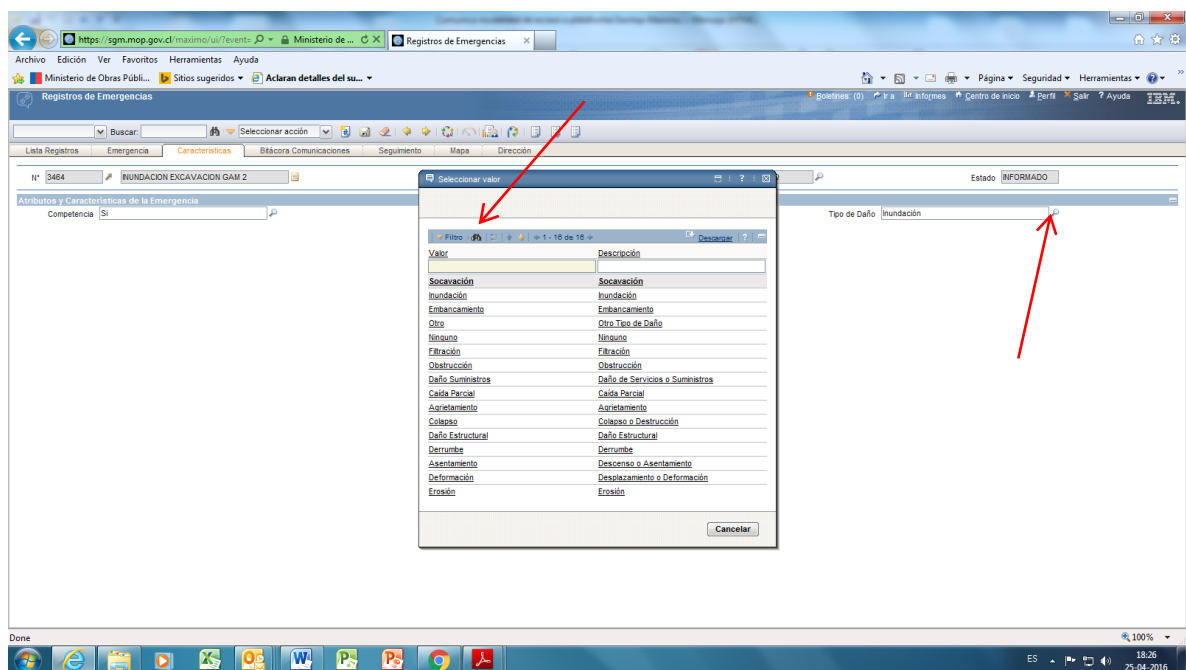 https://sgm.mop.gov.cl/maximo/ui/?event=
Ministerio de ...
Registros de Emergencias
Archivo Edición Ver Favoritos Herramientas Ayuda
Ministerio de Obras Públi... Sitios sugeridos Aclaran detalles del su...
Página Seguridad Herramientas
Registros de Emergencias
Boletines: (0) Ir a Informes Centro de inicio Perfil Salir ? Ayuda IBM.
Buscar: Seleccionar acción
Lista Registros Emergencia Características Bitácora Comunicaciones Seguimiento Mapa Dirección
N° 3464 INUNDACION EXCAVACION GAM 2 Estado INFORMADO
Atributos y Características de la Emergencia
Competencia Si Tipo de Daño Inundación
Seleccionar valor
Filtro 1 - 16 de 16 Descargar ?
Valor Descripción
Socavación Socavación
Inundación Inundación
Embancamiento Embancamiento
Otro Otro Tipo de Daño
Ninguno Ninguno
Filtración Filtración
Obstrucción Obstrucción
Daño Suministros Daño de Servicios o Suministros
Caída Parcial Caída Parcial
Agrietamiento Agrietamiento
Colapso Colapso o Destrucción
Daño Estructural Daño Estructural
Derrumbe Derrumbe
Asentamiento Descenso o Asentamiento
Deformación Desplazamiento o Deformación
Erosión Erosión
Cancelar
Done 100%
ES 18:26
25-04-2016